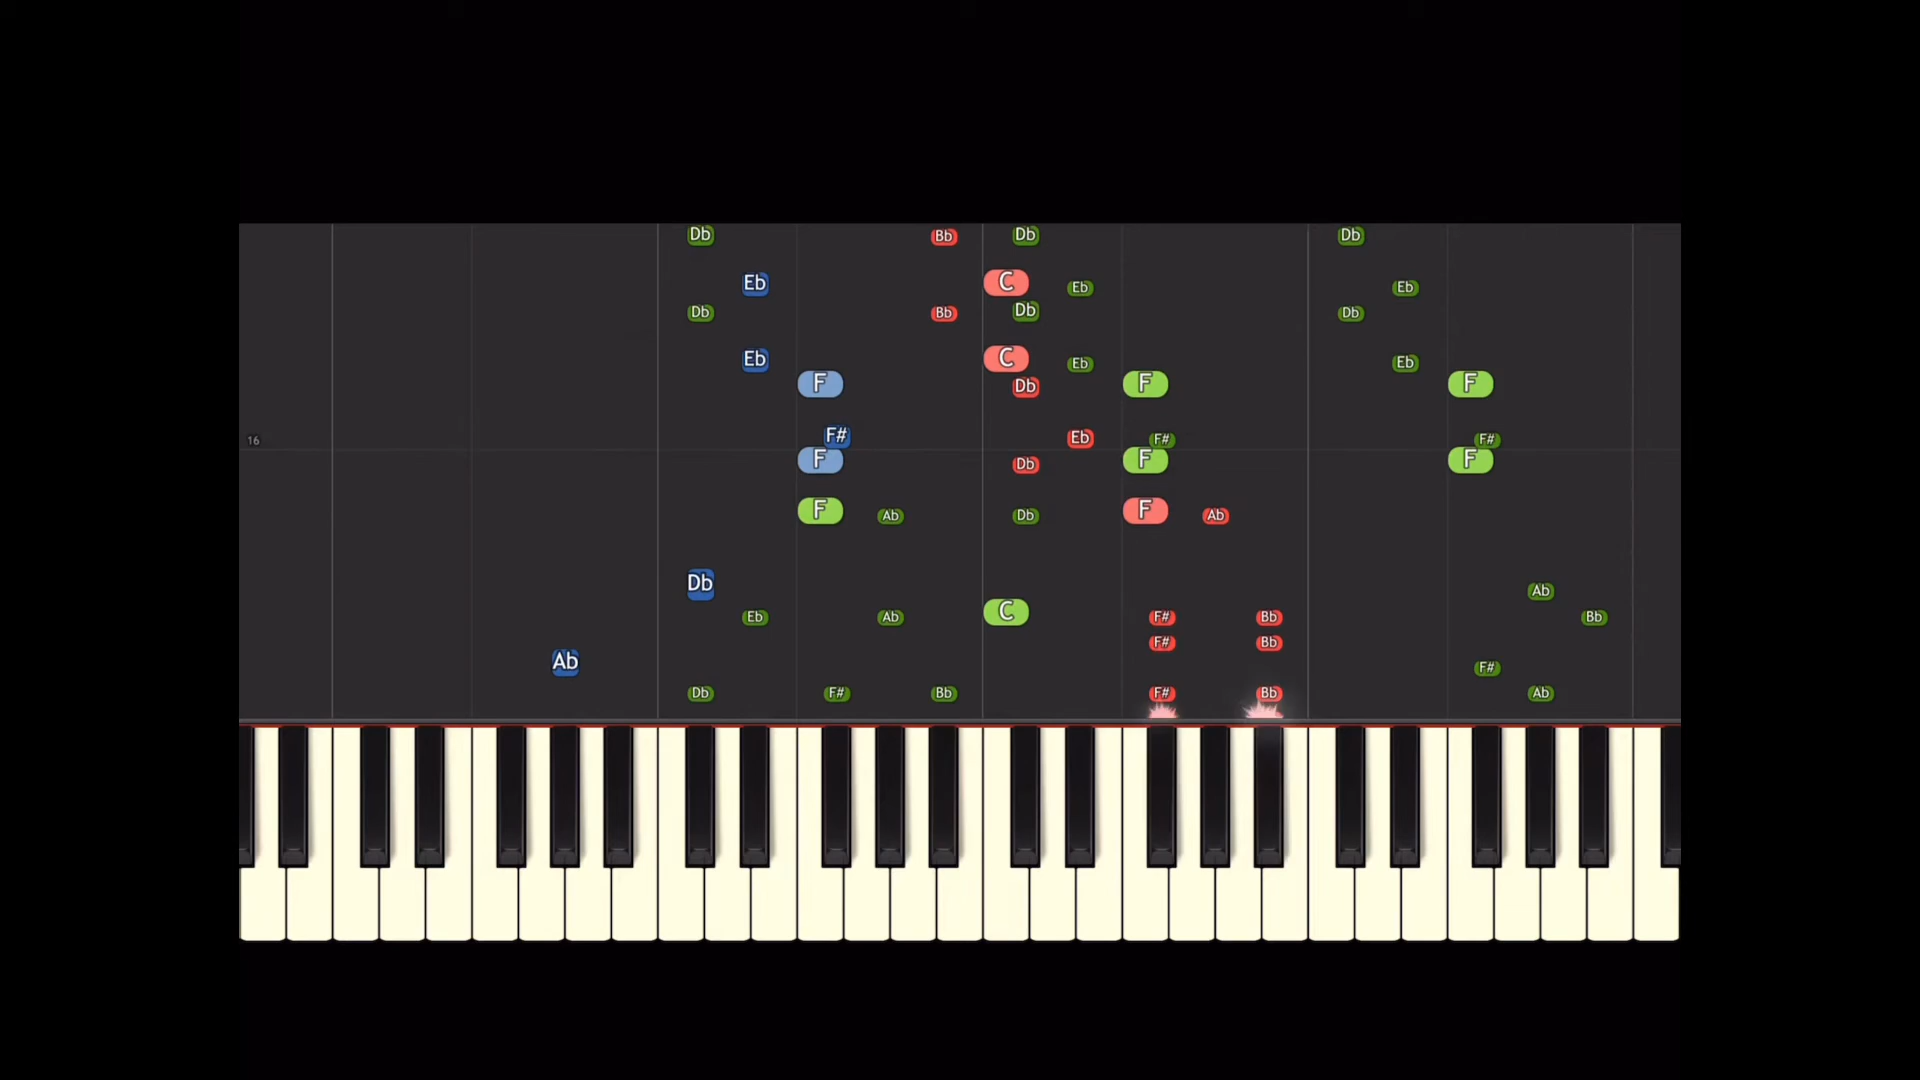 Db Bb Db Db
Eb C Eb Eb
Db Bb Db Db
Eb C Eb Eb
F Db F F
16 F# Eb F# F#
F Db F F
F Ab Db F Ab
Db Ab
Eb Ab C F# Bb Bb
F# Bb
Ab F#
Db F# Bb F# Bb Ab